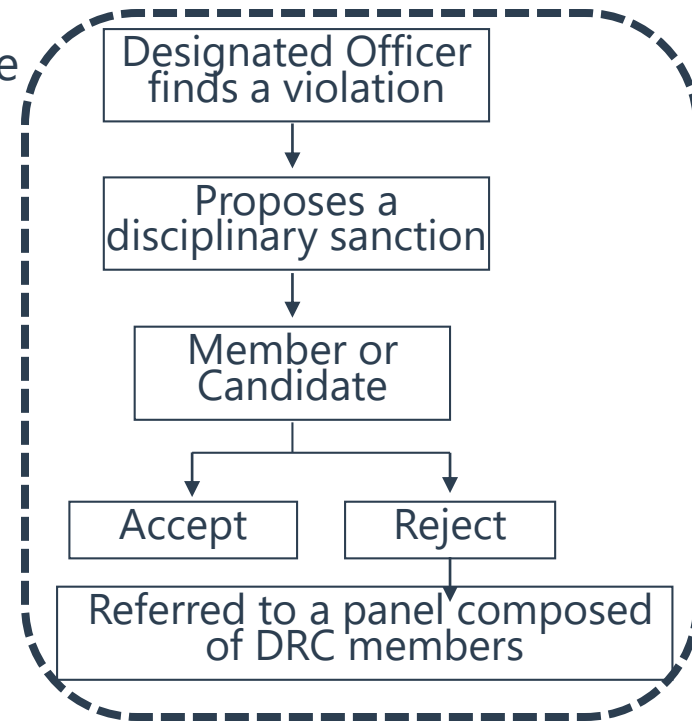 e
Designated Officer
finds a violation
Proposes a
disciplinary sanction
Member or
Candidate
Accept
Reject
Referred to a panel composed
of DRC members